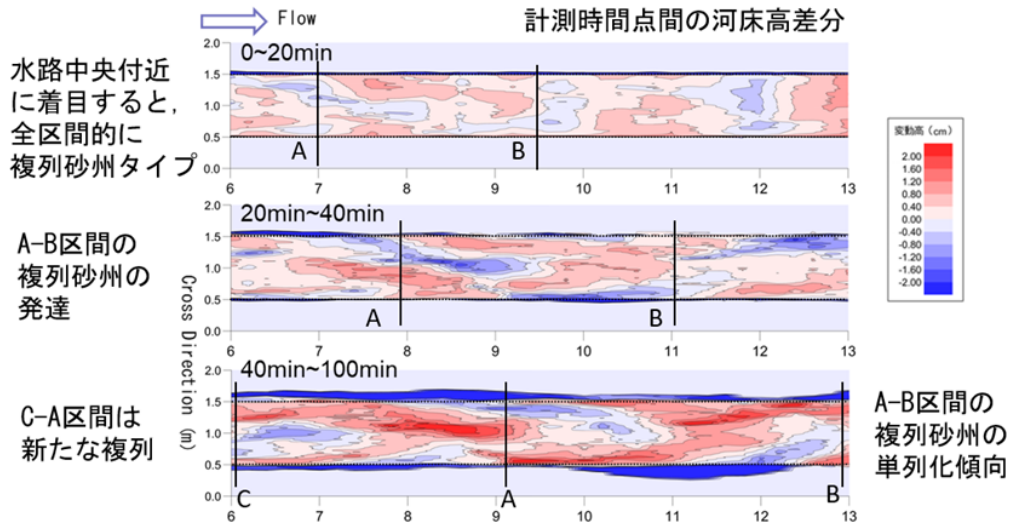 Flow
計測時間点間の河床高差分
水路中央付近
に着目すると，
全区間的に
複列砂州タイプ
0~20min
2.0
1.5
1.0
0.5
0.0
A
B
6 7 8 9 10 11 12 13
変動高(cm)
2.00
1.60
1.20
0.80
0.40
0.00
-0.40
-0.80
-1.20
-1.60
-2.00
A-B区間の
複列砂州の
発達
20min~40min
2.0
1.5
1.0
0.5
0.0
A
B
6 7 8 9 10 11 12 13
Cross Direction (m)
C-A区間は
新たな複列
40min~100min
2.0
1.5
1.0
0.5
0.0
C
A
B
6 7 8 9 10 11 12 13
A-B区間の
複列砂州の
単列化傾向